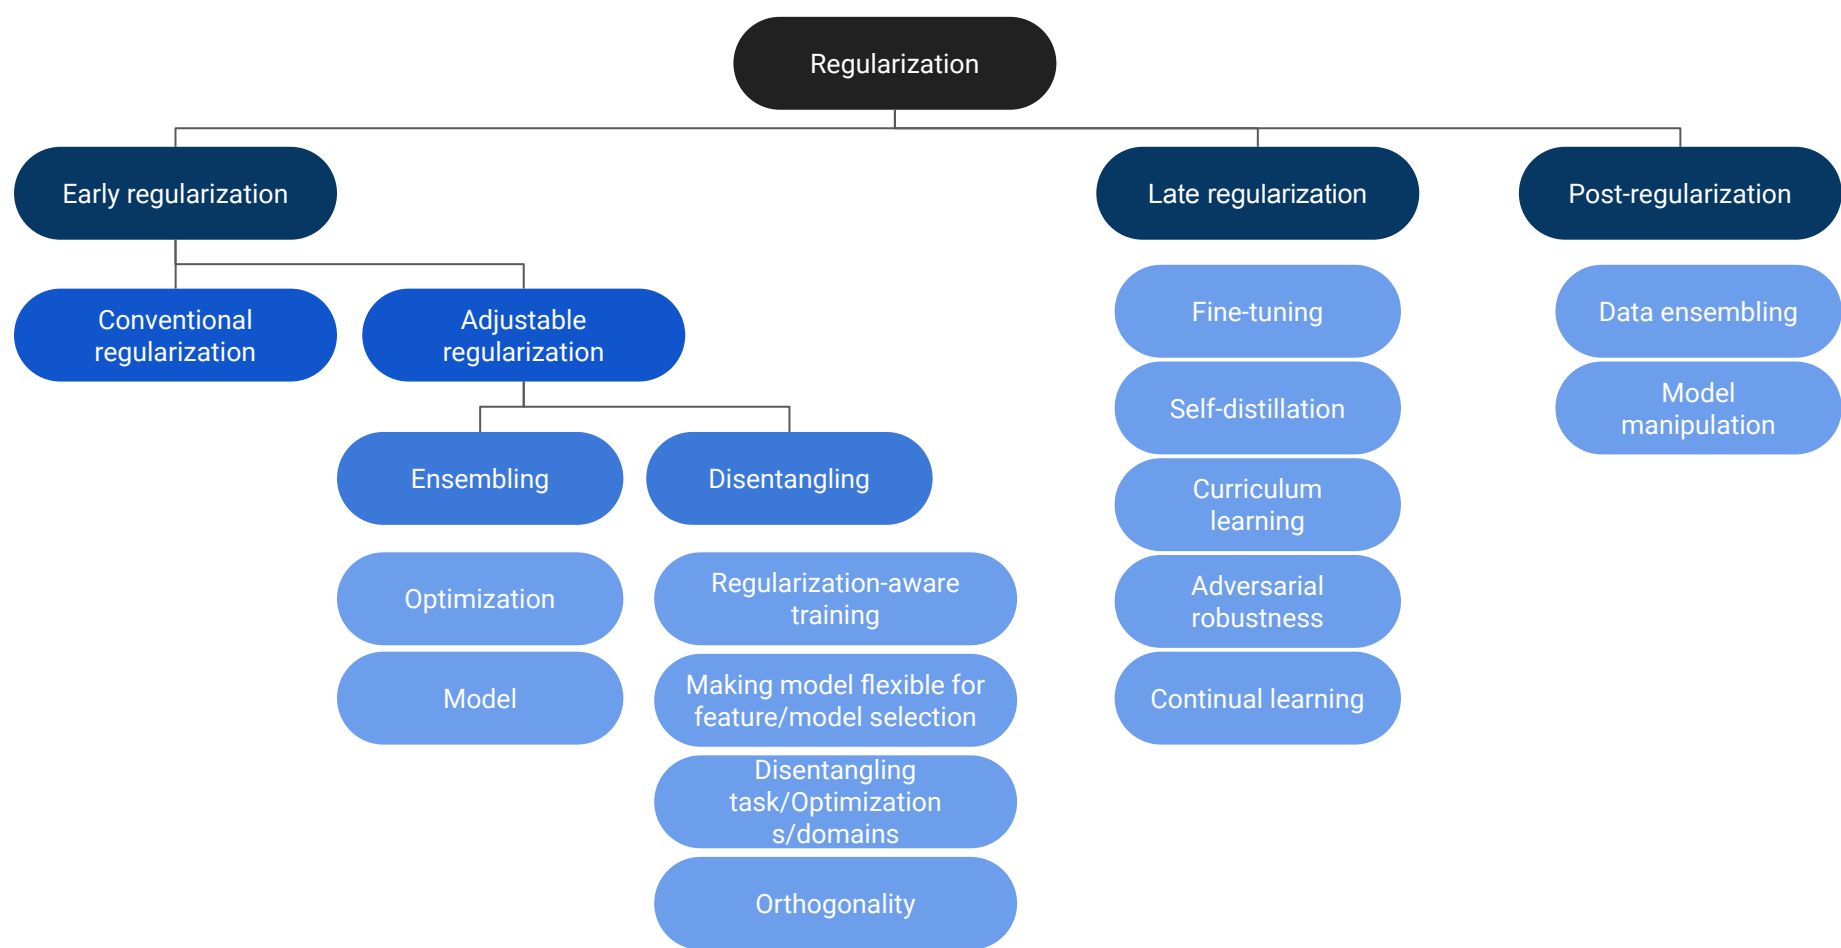 Regularization
Early regularization
Late regularization
Post-regularization
Conventional
regularization
Adjustable
regularization
Ensembling
Disentangling
Optimization
Model
Regularization-aware
training
Making model flexible for
feature/model selection
Disentangling
task/Optimization
s/domains
Orthogonality
Fine-tuning
Self-distillation
Curriculum
learning
Adversarial
robustness
Continual learning
Data ensembling
Model
manipulation